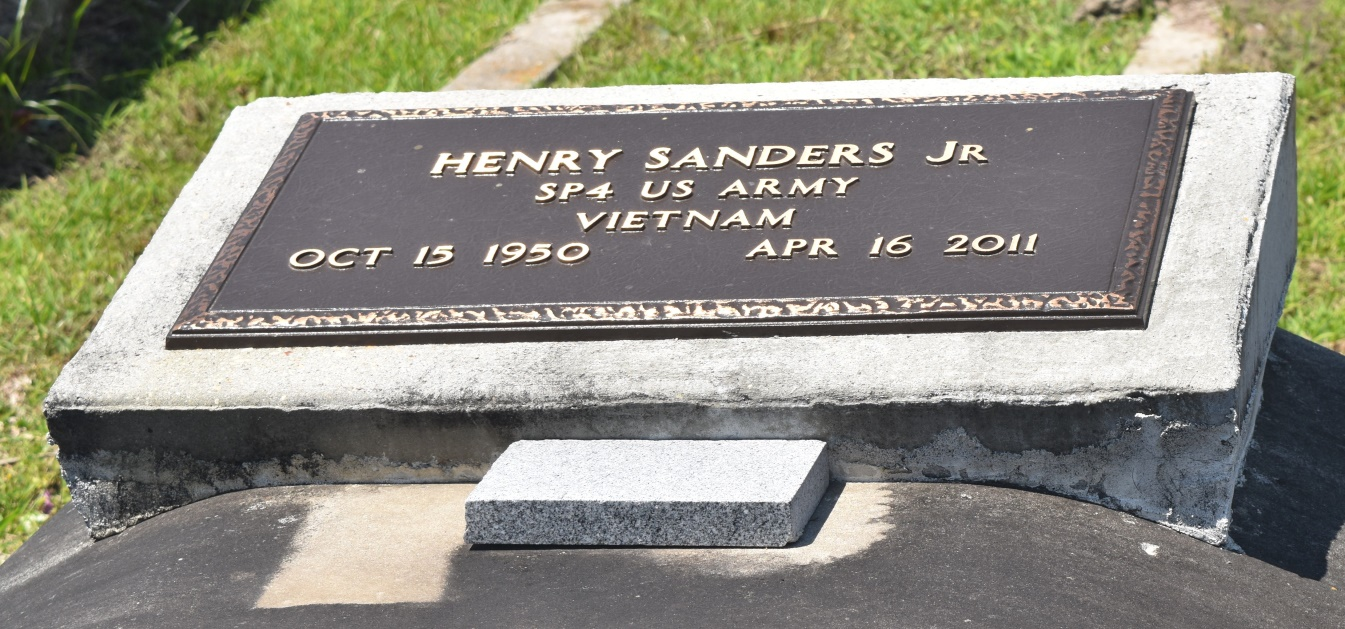 HENRY SANDERS JR
SP4 US ARMY
VIETNAM
OCT 15 1950 APR 16 2011